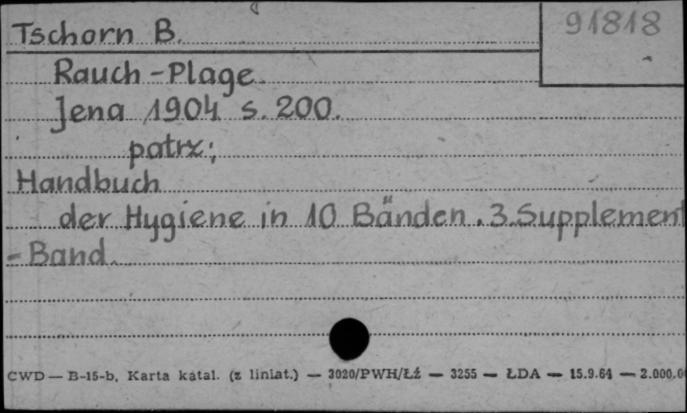 Tschorn B.
91818
Rauch-Plage.
Jena 1904 s. 200.
patrz:
Handbuch
der Hygiene in 10 Bänden. 3. Supplement
- Band.
CWD — B-15-b, Karta katal. (z liniat.) — 3020/PWH/Łź — 3255 — ŁDA — 15.9.64 — 2.000.0